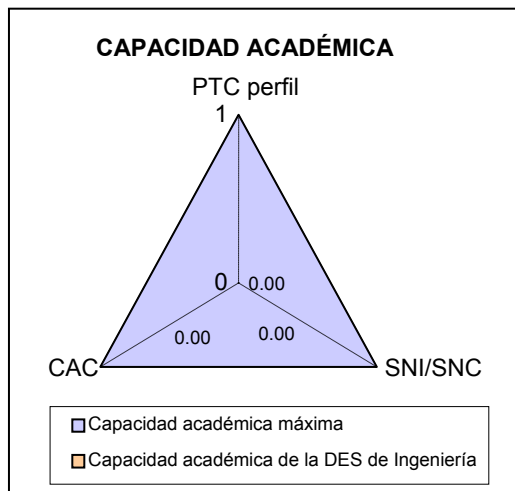 CAPACIDAD ACADÉMICA
PTC perfil
1
0
0.00
0.00
0.00
CAC
SNI/SNC
Capacidad académica máxima
Capacidad académica de la DES de Ingeniería